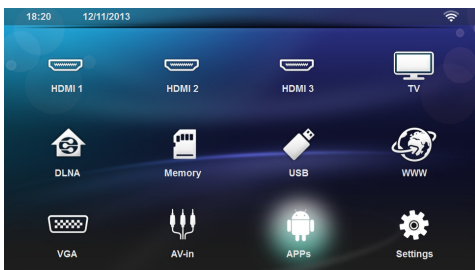 18:20 12/11/2013
HDMI 1 HDMI 2 HDMI 3 TV
DLNA Memory USB WWW
VGA AV-in APPs Settings